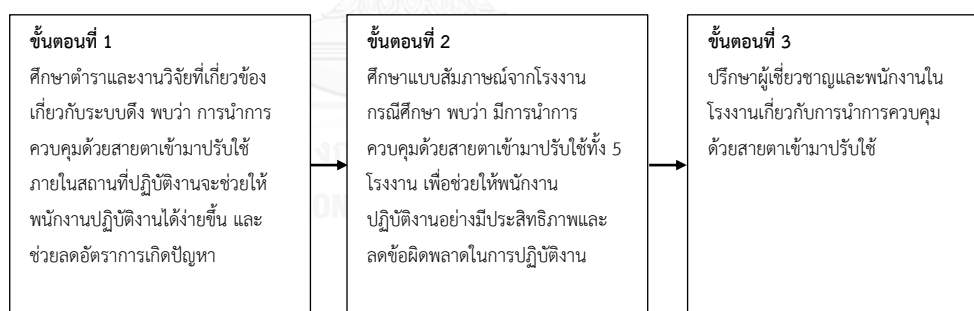 ขั้นตอนที่ 1
ศึกษาตำราและงานวิจัยที่เกี่ยวข้อง
เกี่ยวกับระบบดึง พบว่า การนำการ
ควบคุมด้วยสายตาเข้ามาปรับใช้
ภายในสถานที่ปฏิบัติงานจะช่วยให้
พนักงานปฏิบัติงานได้ง่ายขึ้น และ
ช่วยลดอัตราการเกิดปัญหา
ขั้นตอนที่ 2
ศึกษาแบบสัมภาษณ์จากโรงงาน
กรณีศึกษา พบว่า มีการนำการ
ควบคุมด้วยสายตาเข้ามาปรับใช้ทั้ง 5
โรงงาน เพื่อช่วยให้พนักงาน
ปฏิบัติงานอย่างมีประสิทธิภาพและ
ลดข้อผิดพลาดในการปฏิบัติงาน
ขั้นตอนที่ 3
ปรึกษาผู้เชี่ยวชาญและพนักงานใน
โรงงานเกี่ยวกับการนำการควบคุม
ด้วยสายตาเข้ามาปรับใช้